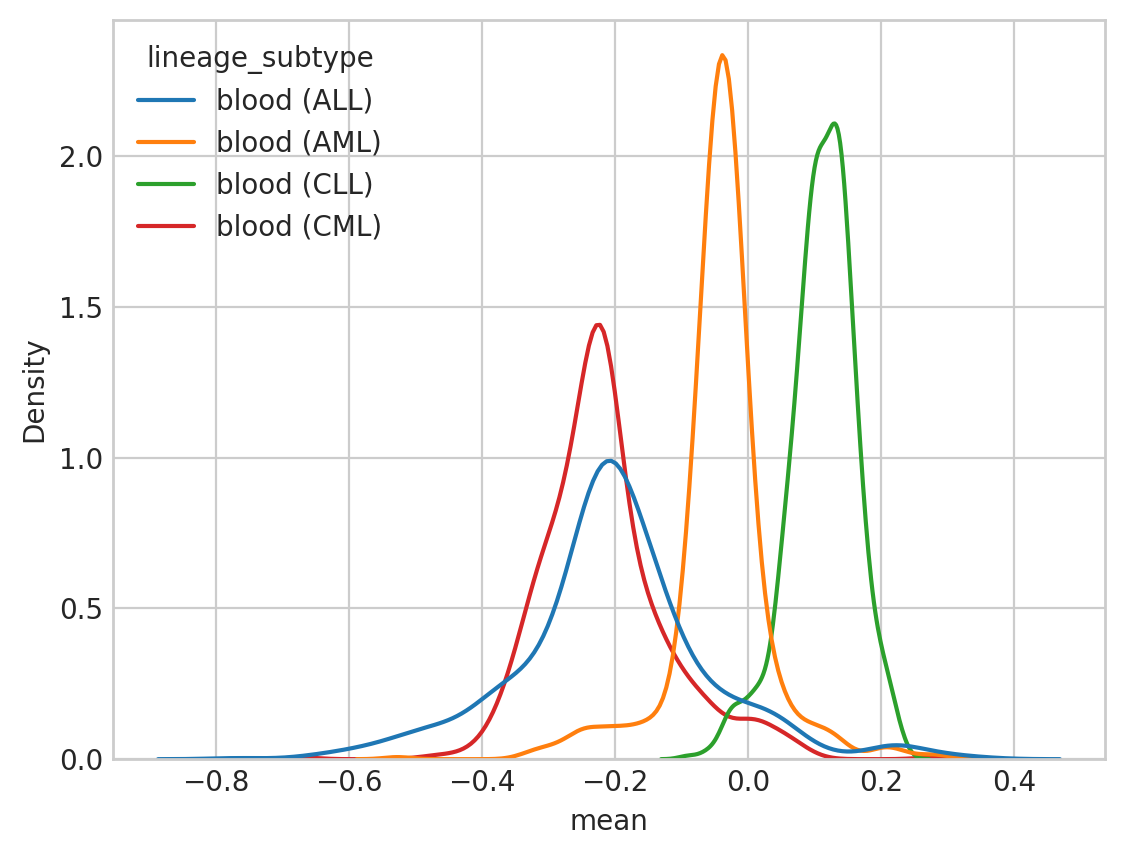 lineage_subtype
blood (ALL)
blood (AML)
blood (CLL)
blood (CML)
2.0
1.5
1.0
0.5
0.0
Density
−0.8 −0.6 −0.4 −0.2 0.0 0.2 0.4
mean